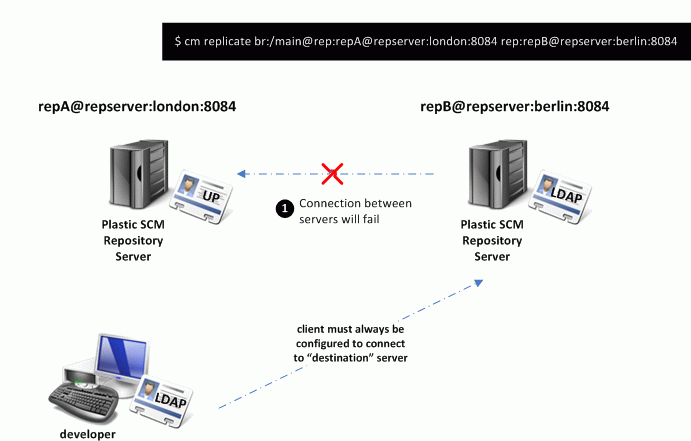 $ cm replicate br:/main@rep:repA@repserver:london:8084 rep:repB@repserver:berlin:8084
repA@repserver:london:8084
repB@repserver:berlin:8084
UP
LDAP
1 Connection between
servers will fail
Plastic SCM
Repository
Server
Plastic SCM
Repository
Server
client must always be
configured to connect
to “destination” server
LDAP
developer